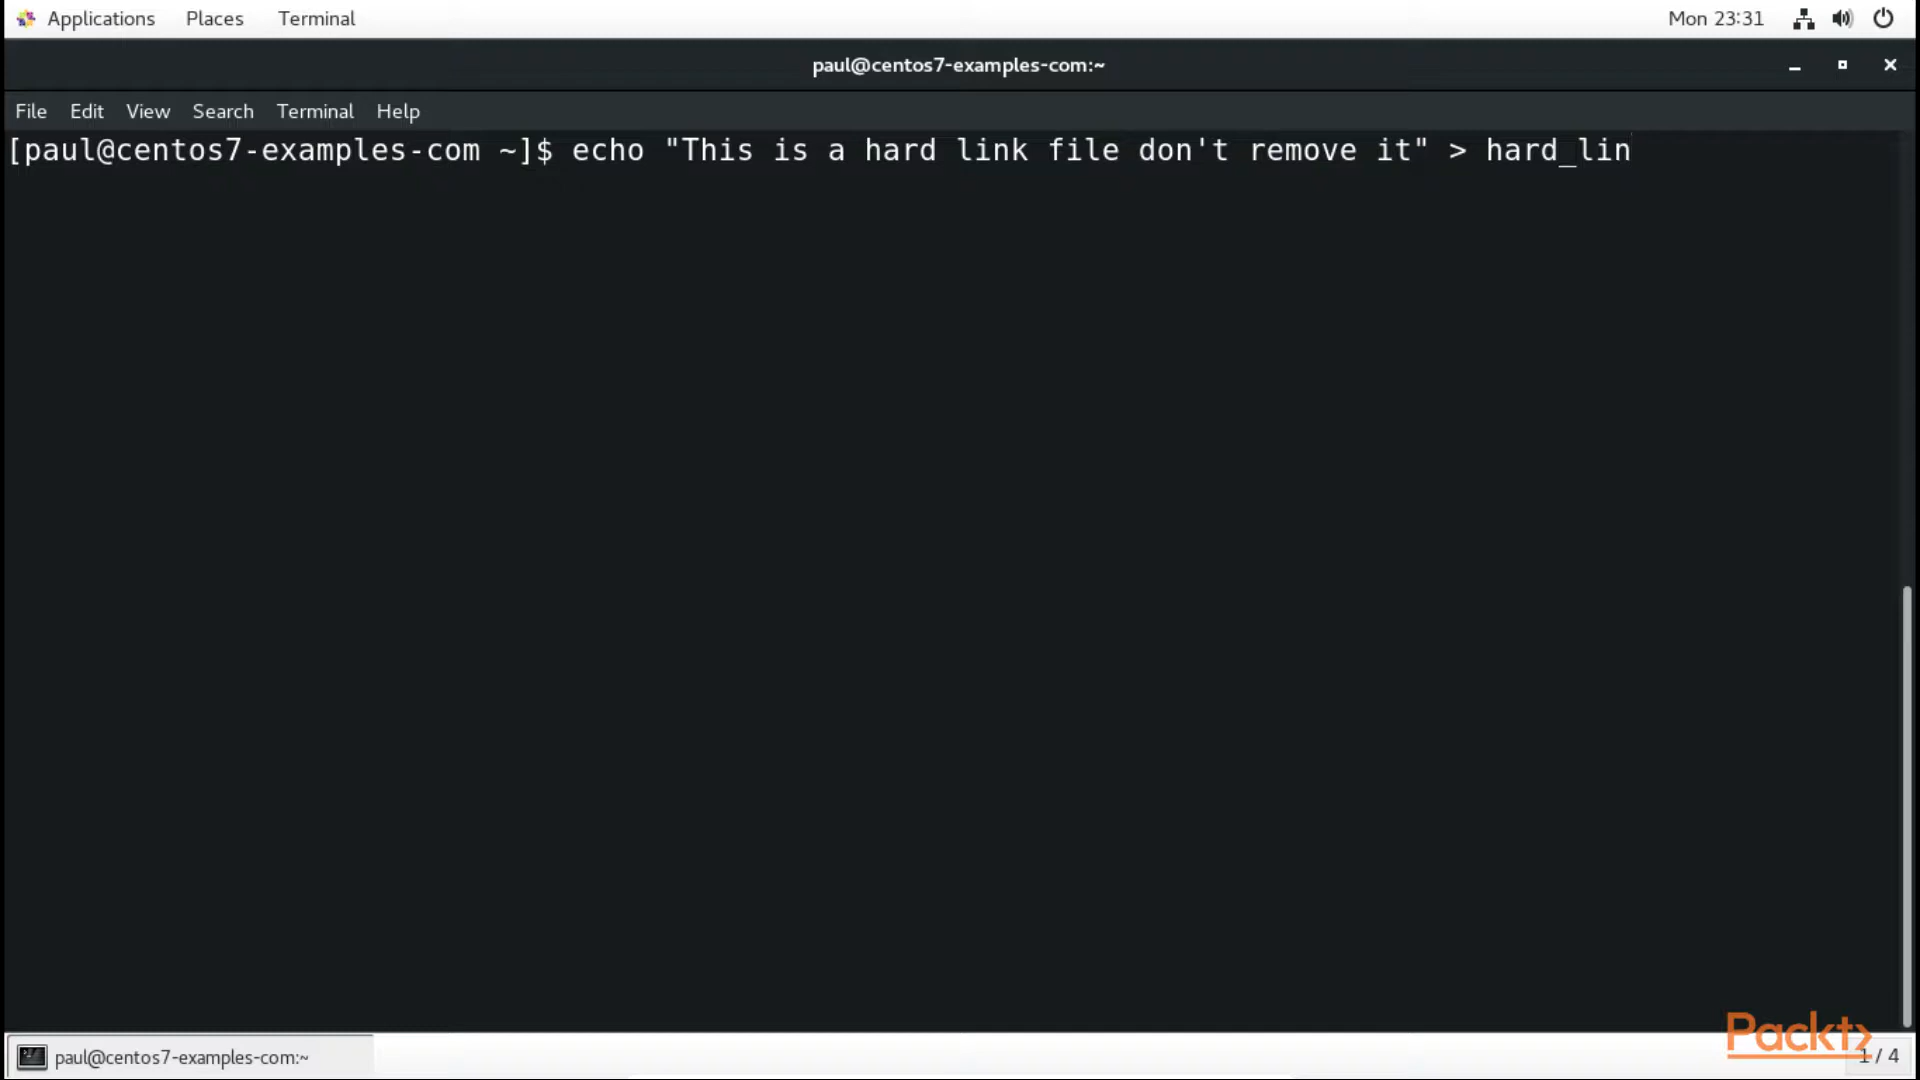 Applications Places Terminal Mon 23:31
paul@centos7-examples-com:~
File Edit View Search Terminal Help
[paul@centos7-examples-com ~]$ echo "This is a hard link file don't remove it" > hard_lin
Packt
paul@centos7-examples-com:~ 1 / 4